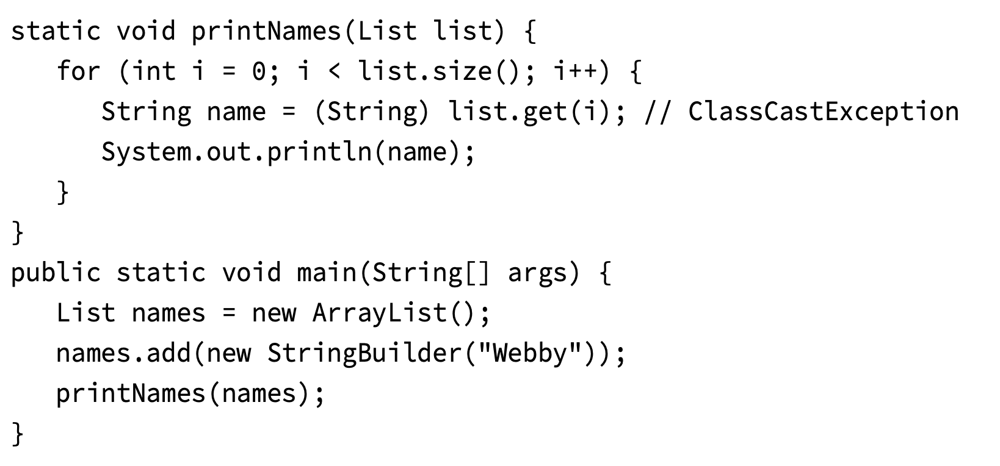 static void printNames(List list) {
   for (int i = 0; i < list.size(); i++) {
      String name = (String) list.get(i); // ClassCastException
      System.out.println(name);
   }
}
public static void main(String[] args) {
   List names = new ArrayList();
   names.add(new StringBuilder("Webby"));
   printNames(names);
}